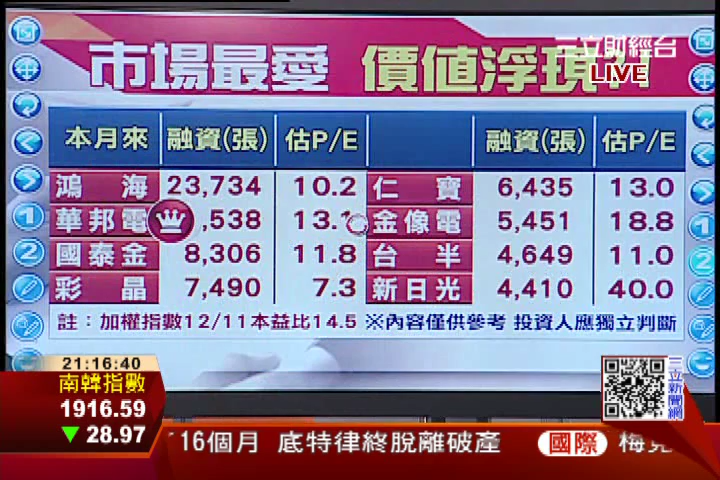 三立財經台
LIVE
市場最愛 價值浮現
本月來 融資(張) 估P/E 融資(張) 估P/E
鴻海 23,734 10.2 仁寶 6,435 13.0
華邦電 ,538 13. 金像電 5,451 18.8
國泰金 8,306 11.8 台半 4,649 11.0
彩晶 7,490 7.3 新日光 4,410 40.0
註：加權指數12/11本益比14.5 ※內容僅供參考 投資人應獨立判斷
1
2
1
2
21:16:40
南韓指數
1916.59
▼28.97
三立新聞網
16個月 底特律終脫離破產 國際